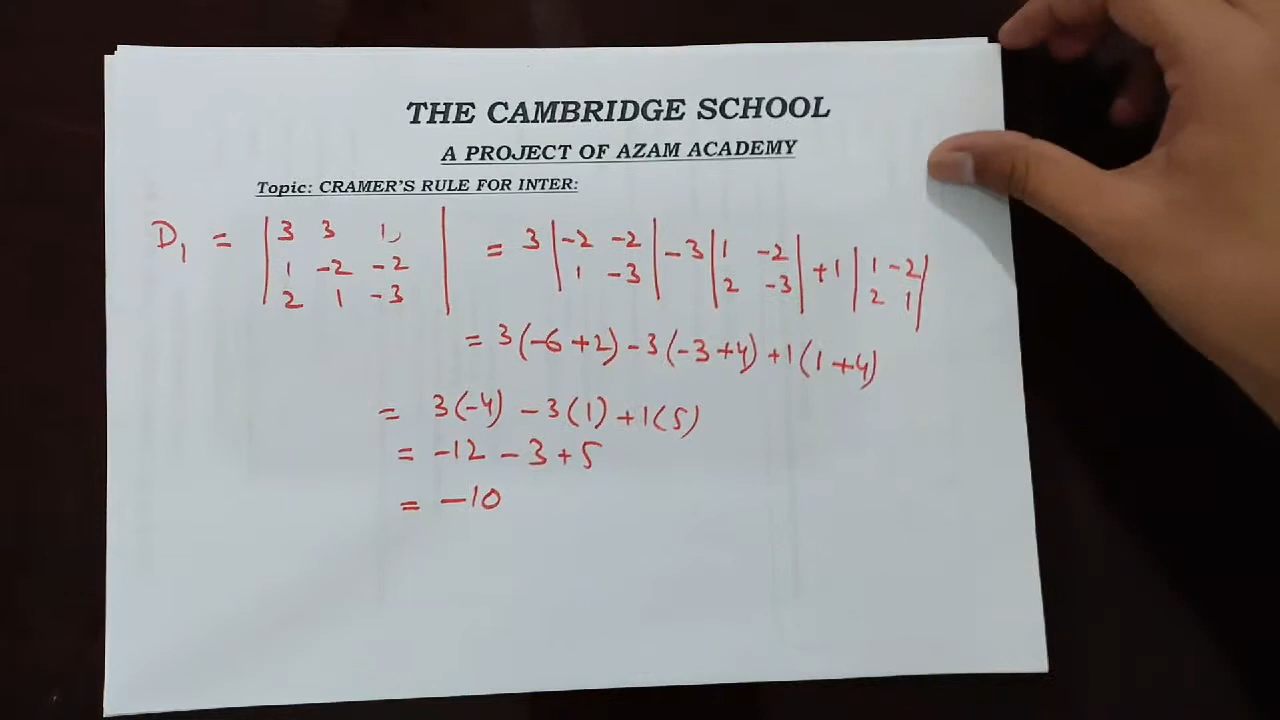 THE CAMBRIDGE SCHOOL
A PROJECT OF AZAM ACADEMY
Topic: CRAMER'S RULE FOR INTER:
D₁ = | 3 3 1 | = 3 | -2 -2 | - 3 | 1 -2 | + 1 | 1 -2 |
| 1 -2 -2 | | 1 -3 | | 2 -3 | | 2 1 |
| 2 1 -3 |
= 3(-6+2) - 3(-3+4) + 1(1+4)
= 3(-4) - 3(1) + 1(5)
= -12 - 3 + 5
= -10